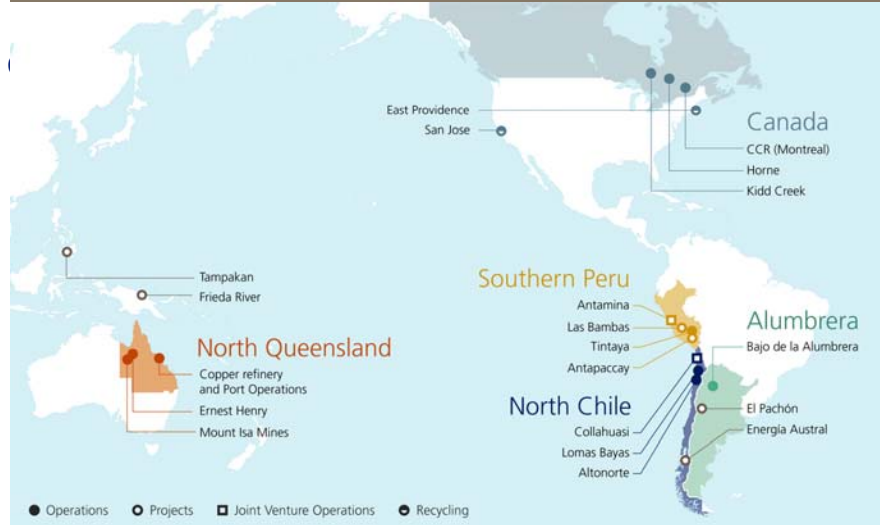 East Providence
San Jose
Canada
CCR (Montreal)
Horne
Kidd Creek
Tampakan
Frieda River
North Queensland
Copper refinery
and Port Operations
Ernest Henry
Mount Isa Mines
Southern Peru
Antamina
Las Bambas
Tintaya
Antapaccay
North Chile
Collahuasi
Lomas Bayas
Altonorte
Alumbrera
Bajo de la Alumbrera
El Pachón
Energía Austral
Operations Projects Joint Venture Operations Recycling